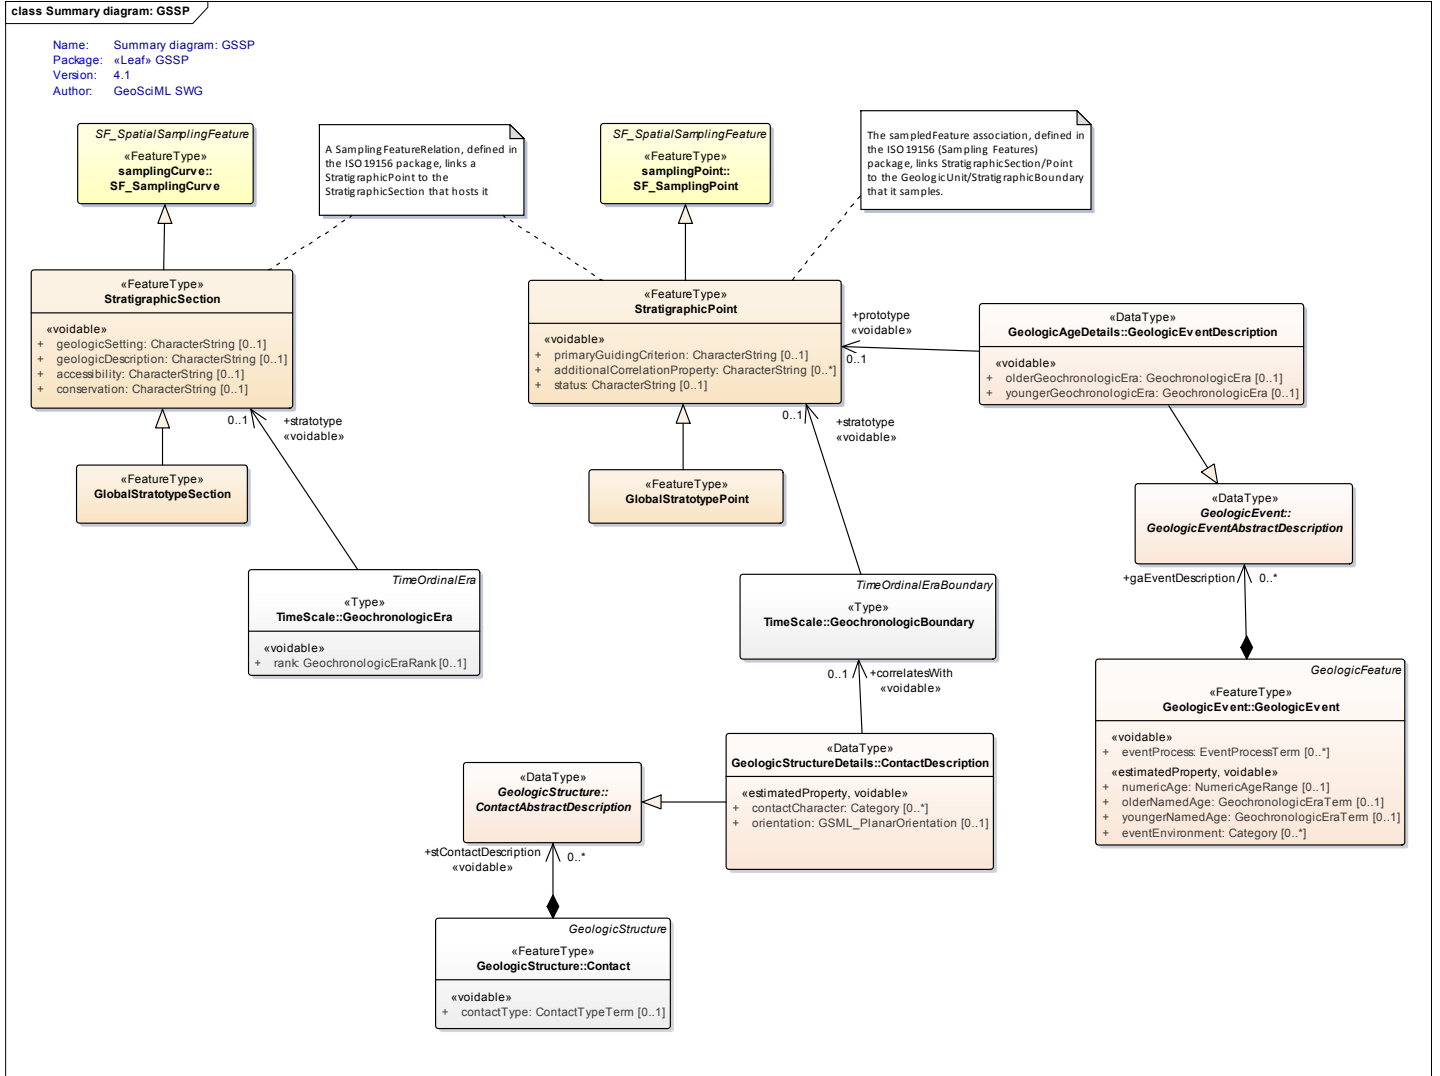 class Summary diagram: GSSP
Name: Summary diagram: GSSP
Package: «Leaf» GSSP
Version: 4.1
Author: GeoSciML SWG
SF_SpatialSamplingFeature
«FeatureType»
samplingCurve::
SF_SamplingCurve
A SamplingFeatureRelation, defined in
the ISO19156 package, links a
StratigraphicPoint to the
StratigraphicSection that hosts it
SF_SpatialSamplingFeature
«FeatureType»
samplingPoint::
SF_SamplingPoint
The sampledFeature association, defined in
the ISO19156 (Sampling Features)
package, links StratigraphicSection/Point
to the GeologicUnit/StratigraphicBoundary
that it samples.
«FeatureType»
StratigraphicSection
«voidable»
+ geologicSetting: CharacterString [0..1]
+ geologicDescription: CharacterString [0..1]
+ accessibility: CharacterString [0..1]
+ conservation: CharacterString [0..1]
«FeatureType»
StratigraphicPoint
«voidable»
+ primaryGuidingCriterion: CharacterString [0..1]
+ additionalCorrelationProperty: CharacterString [0..*]
+ status: CharacterString [0..1]
+prototype
«voidable»
0..1
«DataType»
GeologicAgeDetails::GeologicEventDescription
«voidable»
+ olderGeochronologicEra: GeochronologicEra [0..1]
+ youngerGeochronologicEra: GeochronologicEra [0..1]
0..1
+stratotype
«voidable»
0..1
+stratotype
«voidable»
«FeatureType»
GlobalStratotypeSection
«FeatureType»
GlobalStratotypePoint
«DataType»
GeologicEvent::
GeologicEventAbstractDescription
+gaEventDescription
0..*
TimeOrdinalEra
«Type»
TimeScale::GeochronologicEra
«voidable»
+ rank: GeochronologicEraRank [0..1]
TimeOrdinalEraBoundary
«Type»
TimeScale::GeochronologicBoundary
0..1
+correlatesWith
«voidable»
GeologicFeature
«FeatureType»
GeologicEvent::GeologicEvent
«voidable»
+ eventProcess: EventProcessTerm [0..*]
«estimatedProperty, voidable»
+ numericAge: NumericAgeRange [0..1]
+ olderNamedAge: GeochronologicEraTerm [0..1]
+ youngerNamedAge: GeochronologicEraTerm [0..1]
+ eventEnvironment: Category [0..*]
«DataType»
GeologicStructureDetails::ContactDescription
«estimatedProperty, voidable»
+ contactCharacter: Category [0..*]
+ orientation: GSML_PlanarOrientation [0..1]
«DataType»
GeologicStructure::
ContactAbstractDescription
+stContactDescription
«voidable»
0..*
GeologicStructure
«FeatureType»
GeologicStructure::Contact
«voidable»
+ contactType: ContactTypeTerm [0..1]